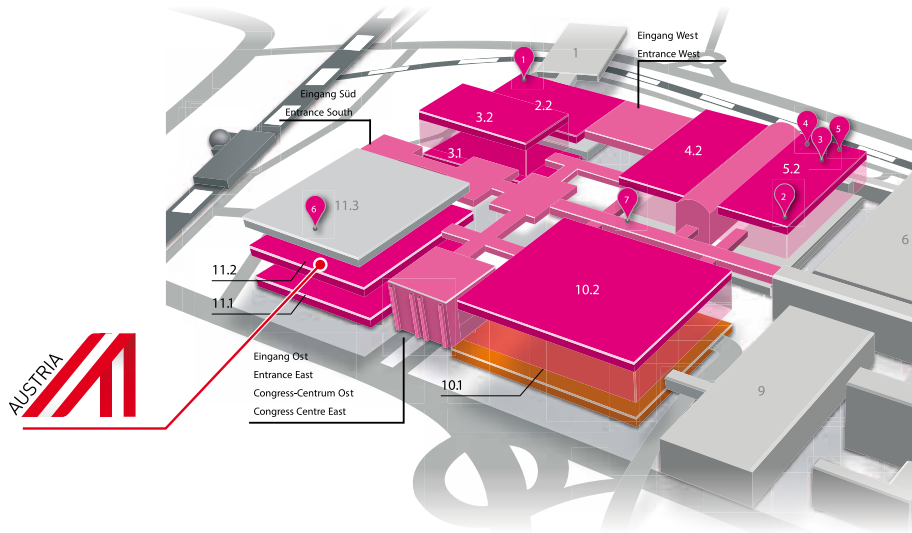 1
Eingang West
Entrance West
1
Eingang Süd
Entrance South
2.2
3.2
3.1
4.2
4
3
5
5.2
2
6
11.3
7
6
11.2
11.1
10.2
AUSTRIA
Eingang Ost
Entrance East
Congress-Centrum Ost
Congress Centre East
10.1
9